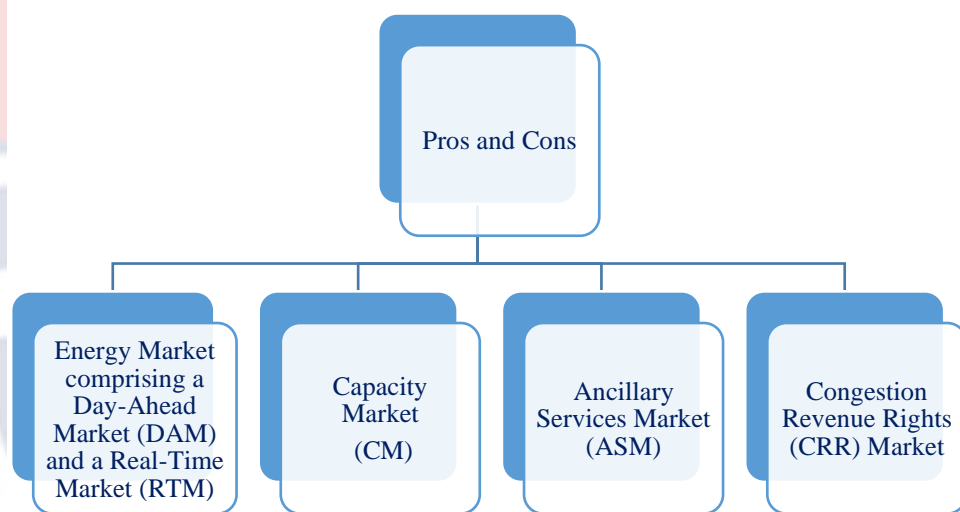 Pros and Cons
Energy Market
comprising a
Day-Ahead
Market (DAM)
and a Real-Time
Market (RTM)
Capacity
Market
(CM)
Ancillary
Services Market
(ASM)
Congestion
Revenue Rights
(CRR) Market